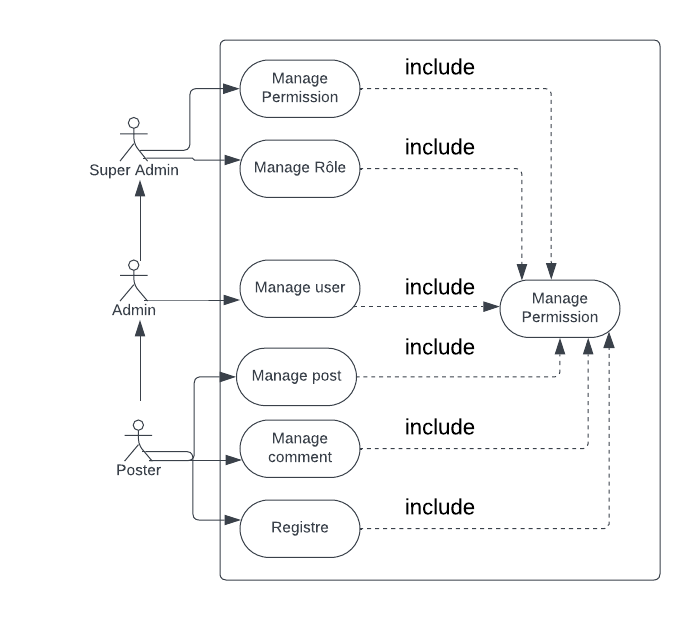 include
Manage
Permission
include
Super Admin
Manage Rôle
include
Manage user
Admin
Manage
Permission
include
Manage post
include
Manage
comment
Poster
include
Registre